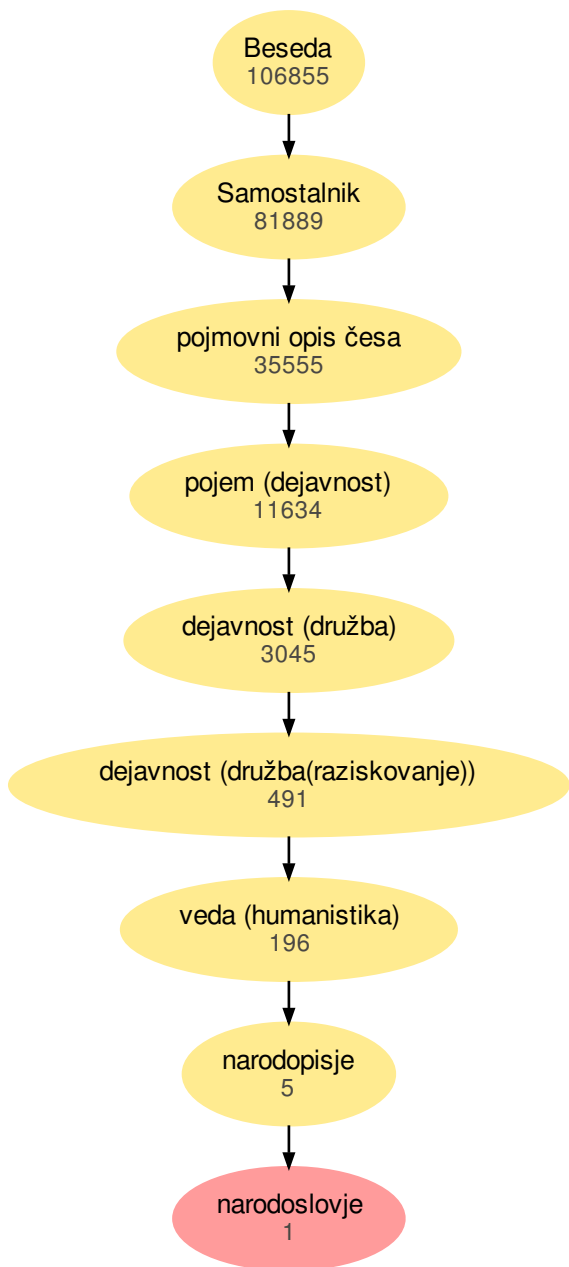 Beseda
106855
Samostalnik
81889
pojmovni opis česa
35555
pojem (dejavnost)
11634
dejavnost (družba)
3045
dejavnost (družba(raziskovanje))
491
veda (humanistika)
196
narodopisje
5
narodoslovje
1